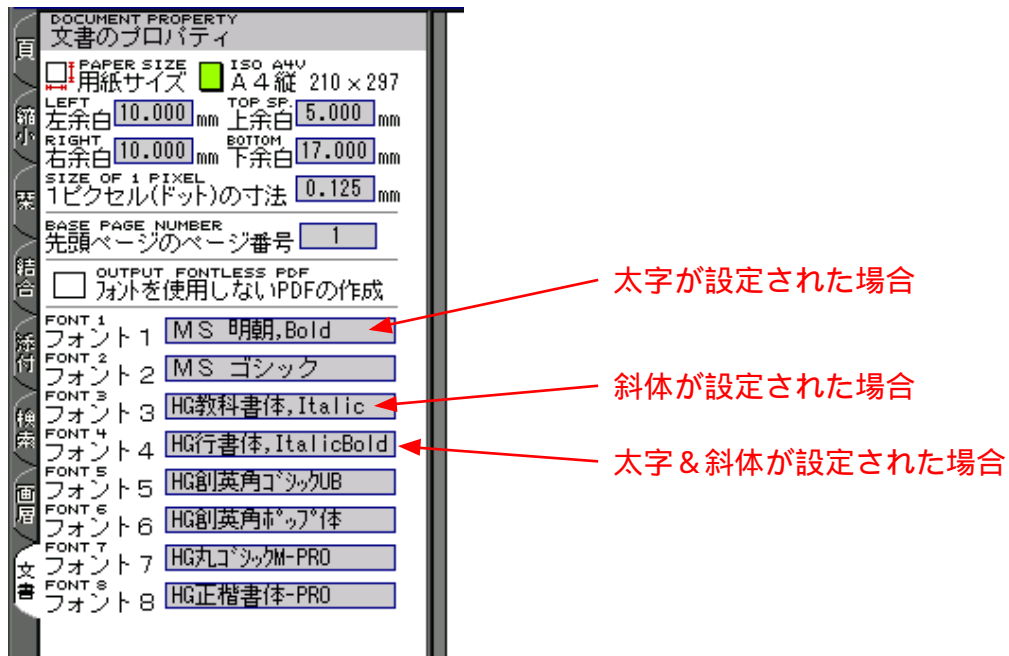 DOCUMENT PROPERTY
文書のプロパティ
PAPER SIZE ISO A4V
用紙サイズ A4縦 210×297
LEFT TOP SP.
左余白 10.000 mm 上余白 5.000 mm
RIGHT BOTTOM
右余白 10.000 mm 下余白 17.000 mm
SIZE OF 1 PIXEL
1ピクセル(ドット)の寸法 0.125 mm
BASE PAGE NUMBER
先頭ページのページ番号 1
OUTPUT FONTLESS PDF
フォントを使用しないPDFの作成
FONT 1
フォント1 MS 明朝,Bold
FONT 2
フォント2 MS ゴシック
FONT 3
フォント3 HG教科書体,Italic
FONT 4
フォント4 HG行書体,ItalicBold
FONT 5
フォント5 HG創英角ゴシックUB
FONT 6
フォント6 HG創英角ポップ体
FONT 7
フォント7 HG丸ゴシックM-PRO
FONT 8
フォント8 HG正楷書体-PRO
頁
縮小
栞
結合
添付
検索
画層
文書
太字が設定された場合
斜体が設定された場合
太字&斜体が設定された場合